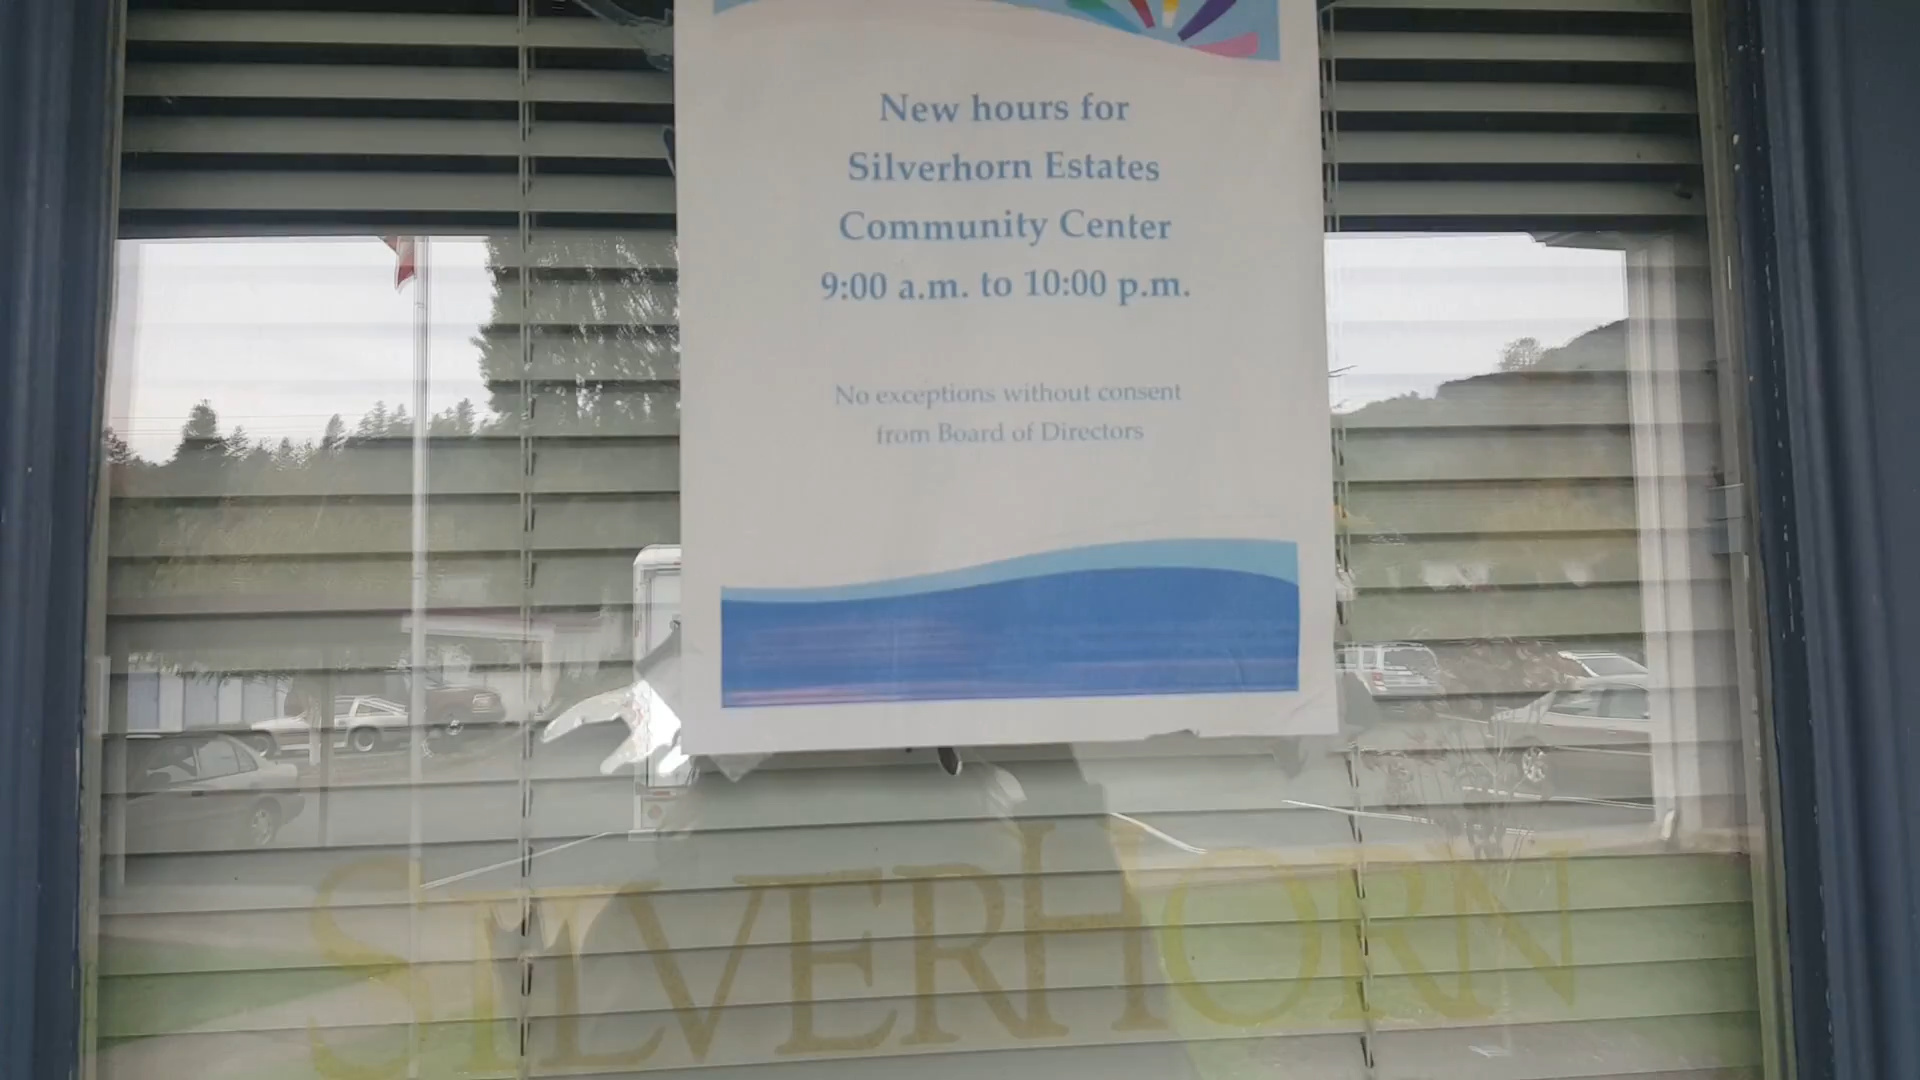 New hours for
Silverhorn Estates
Community Center
9:00 a.m. to 10:00 p.m.
No exceptions without consent
from Board of Directors
SILVERHORN